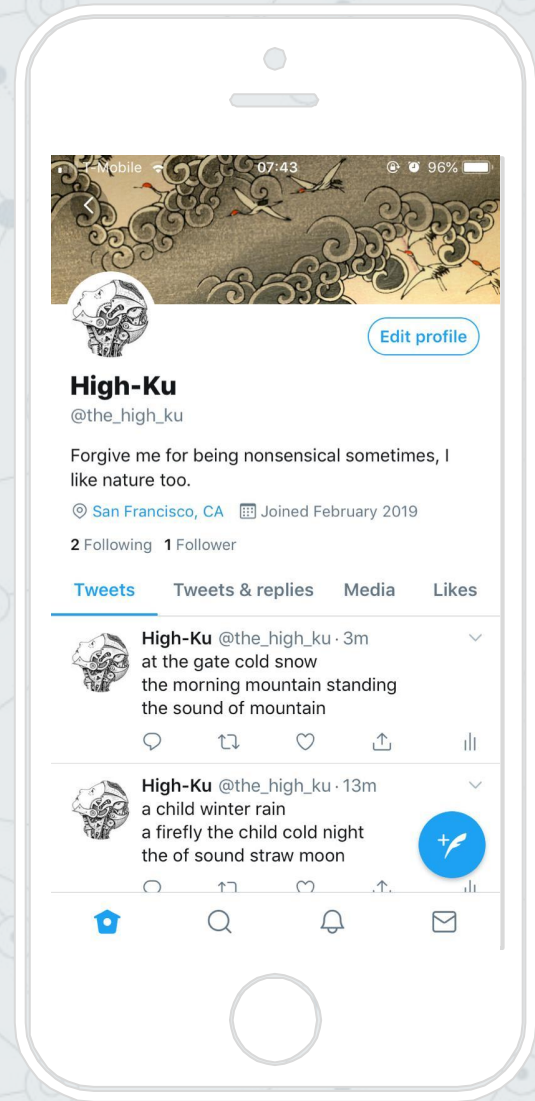 T-Mobile 07:43 96%
Edit profile
High-Ku
@the_high_ku
Forgive me for being nonsensical sometimes, I
like nature too.
San Francisco, CA Joined February 2019
2 Following 1 Follower
Tweets Tweets & replies Media Likes
High-Ku @the_high_ku · 3m
at the gate cold snow
the morning mountain standing
the sound of mountain
High-Ku @the_high_ku · 13m
a child winter rain
a firefly the child cold night
the of sound straw moon